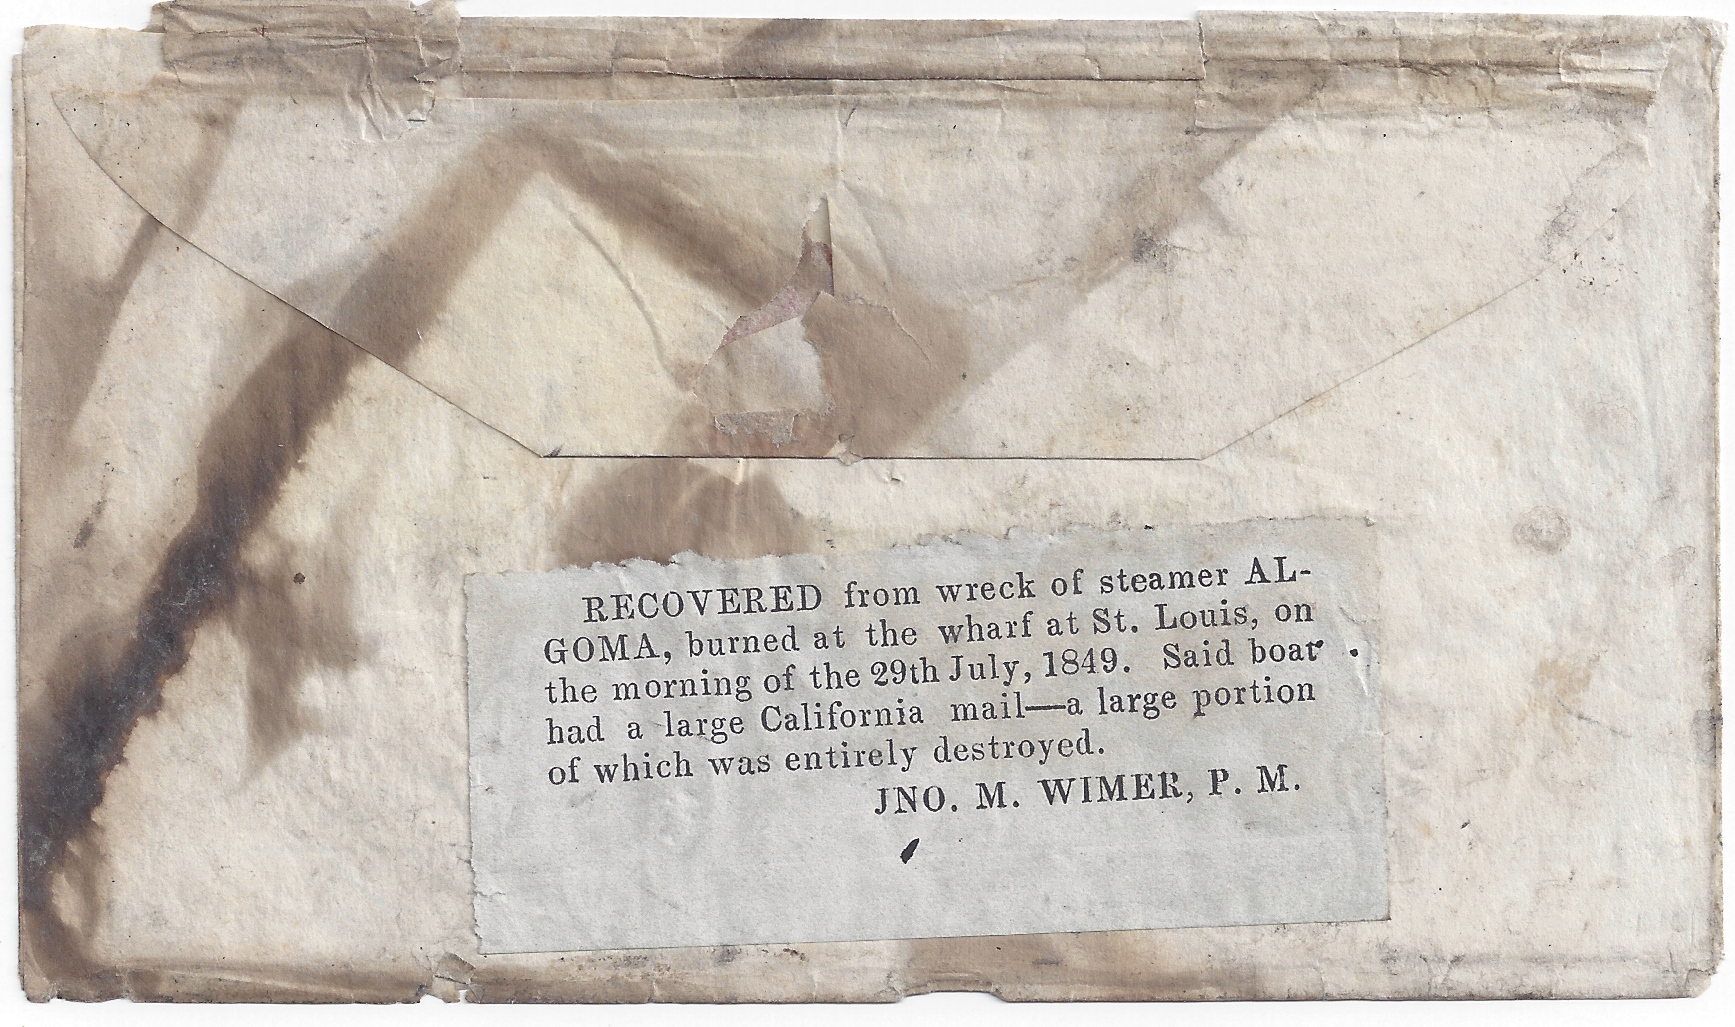 RECOVERED from wreck of steamer AL-
GOMA, burned at the wharf at St. Louis, on
the morning of the 29th July, 1849. Said boat
had a large California mail—a large portion
of which was entirely destroyed.
JNO. M. WIMER, P. M.